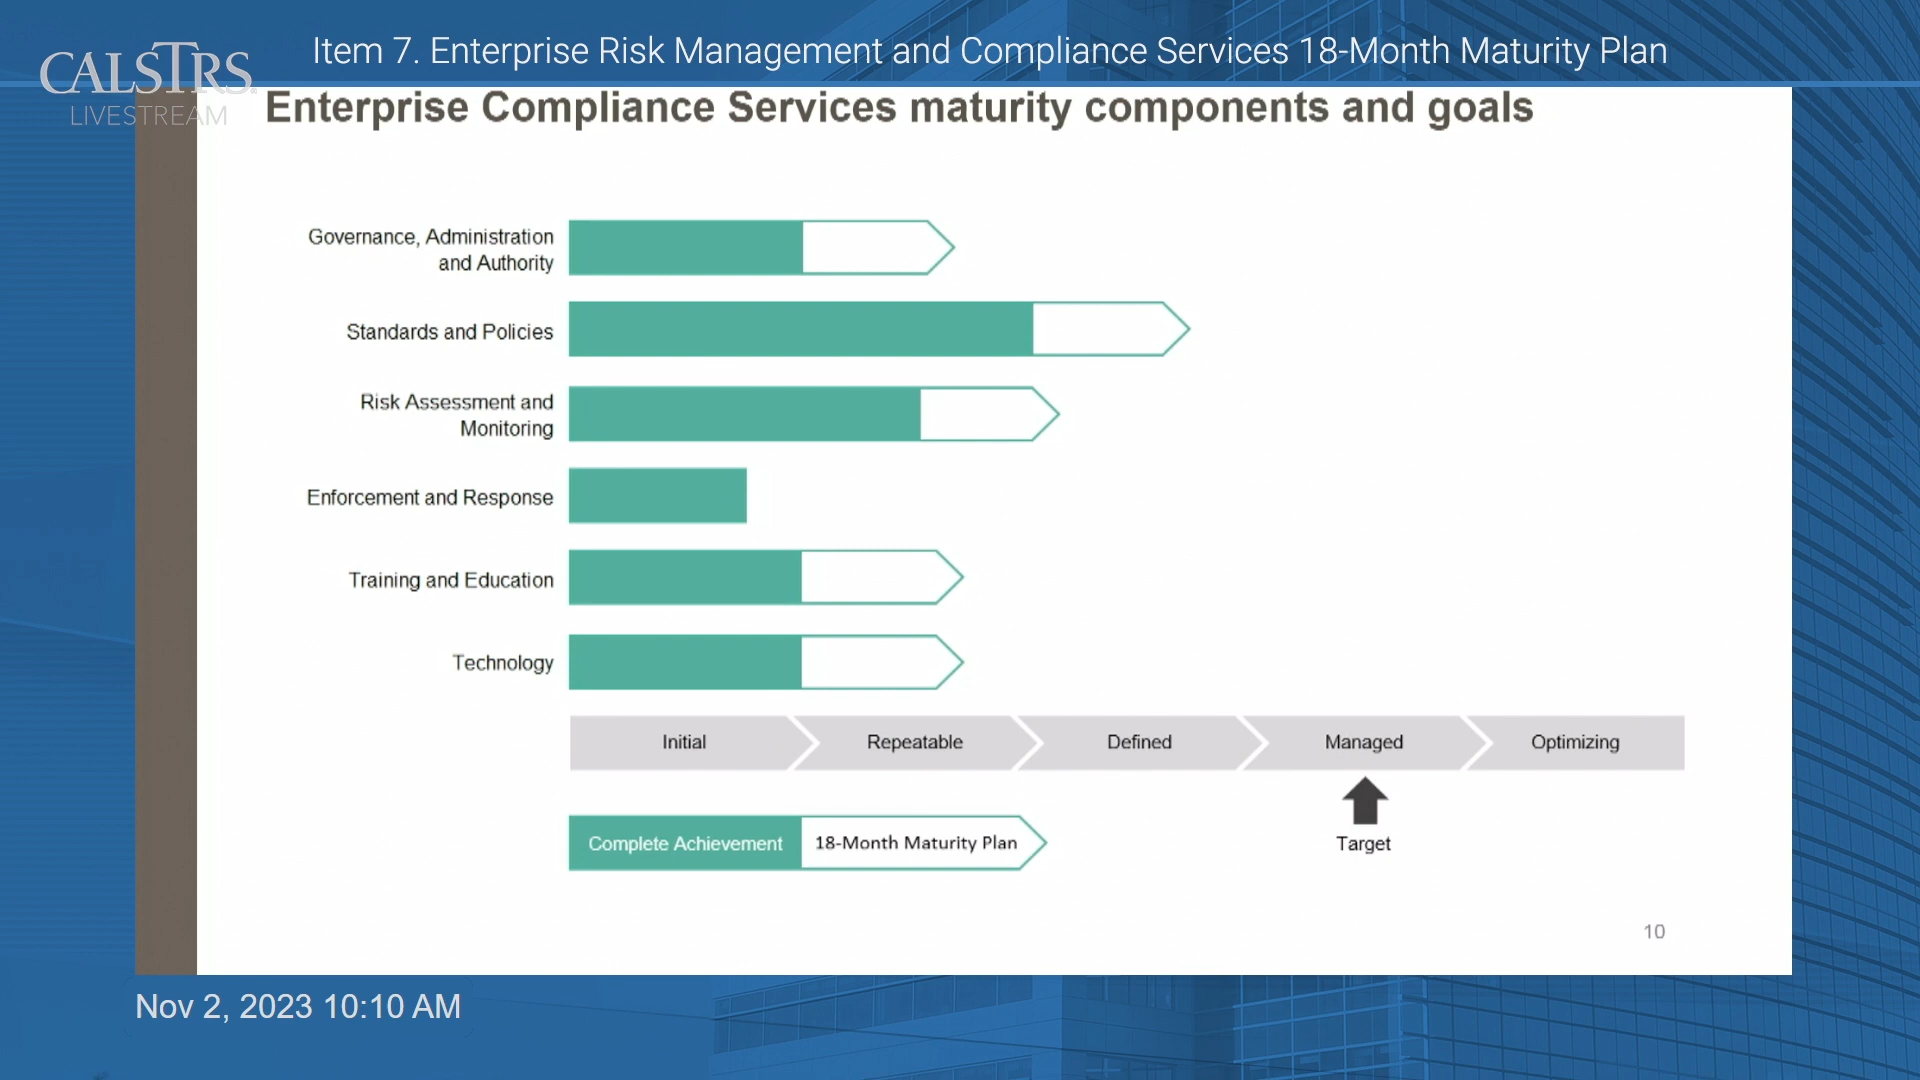 Item 7. Enterprise Risk Management and Compliance Services 18-Month Maturity Plan
CALSTRS
LIVESTREAM
Enterprise Compliance Services maturity components and goals
Governance, Administration
and Authority
Standards and Policies
Risk Assessment and
Monitoring
Enforcement and Response
Training and Education
Technology
Initial
Repeatable
Defined
Managed
Optimizing
Complete Achievement
18-Month Maturity Plan
Target
10
Nov 2, 2023 10:10 AM